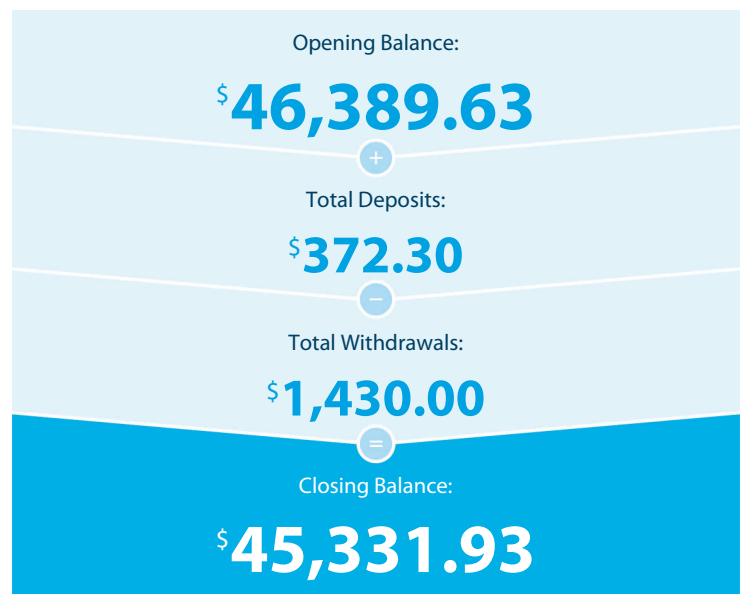 Opening Balance:
$46,389.63
+
Total Deposits:
$372.30
−
Total Withdrawals:
$1,430.00
=
Closing Balance:
$45,331.93